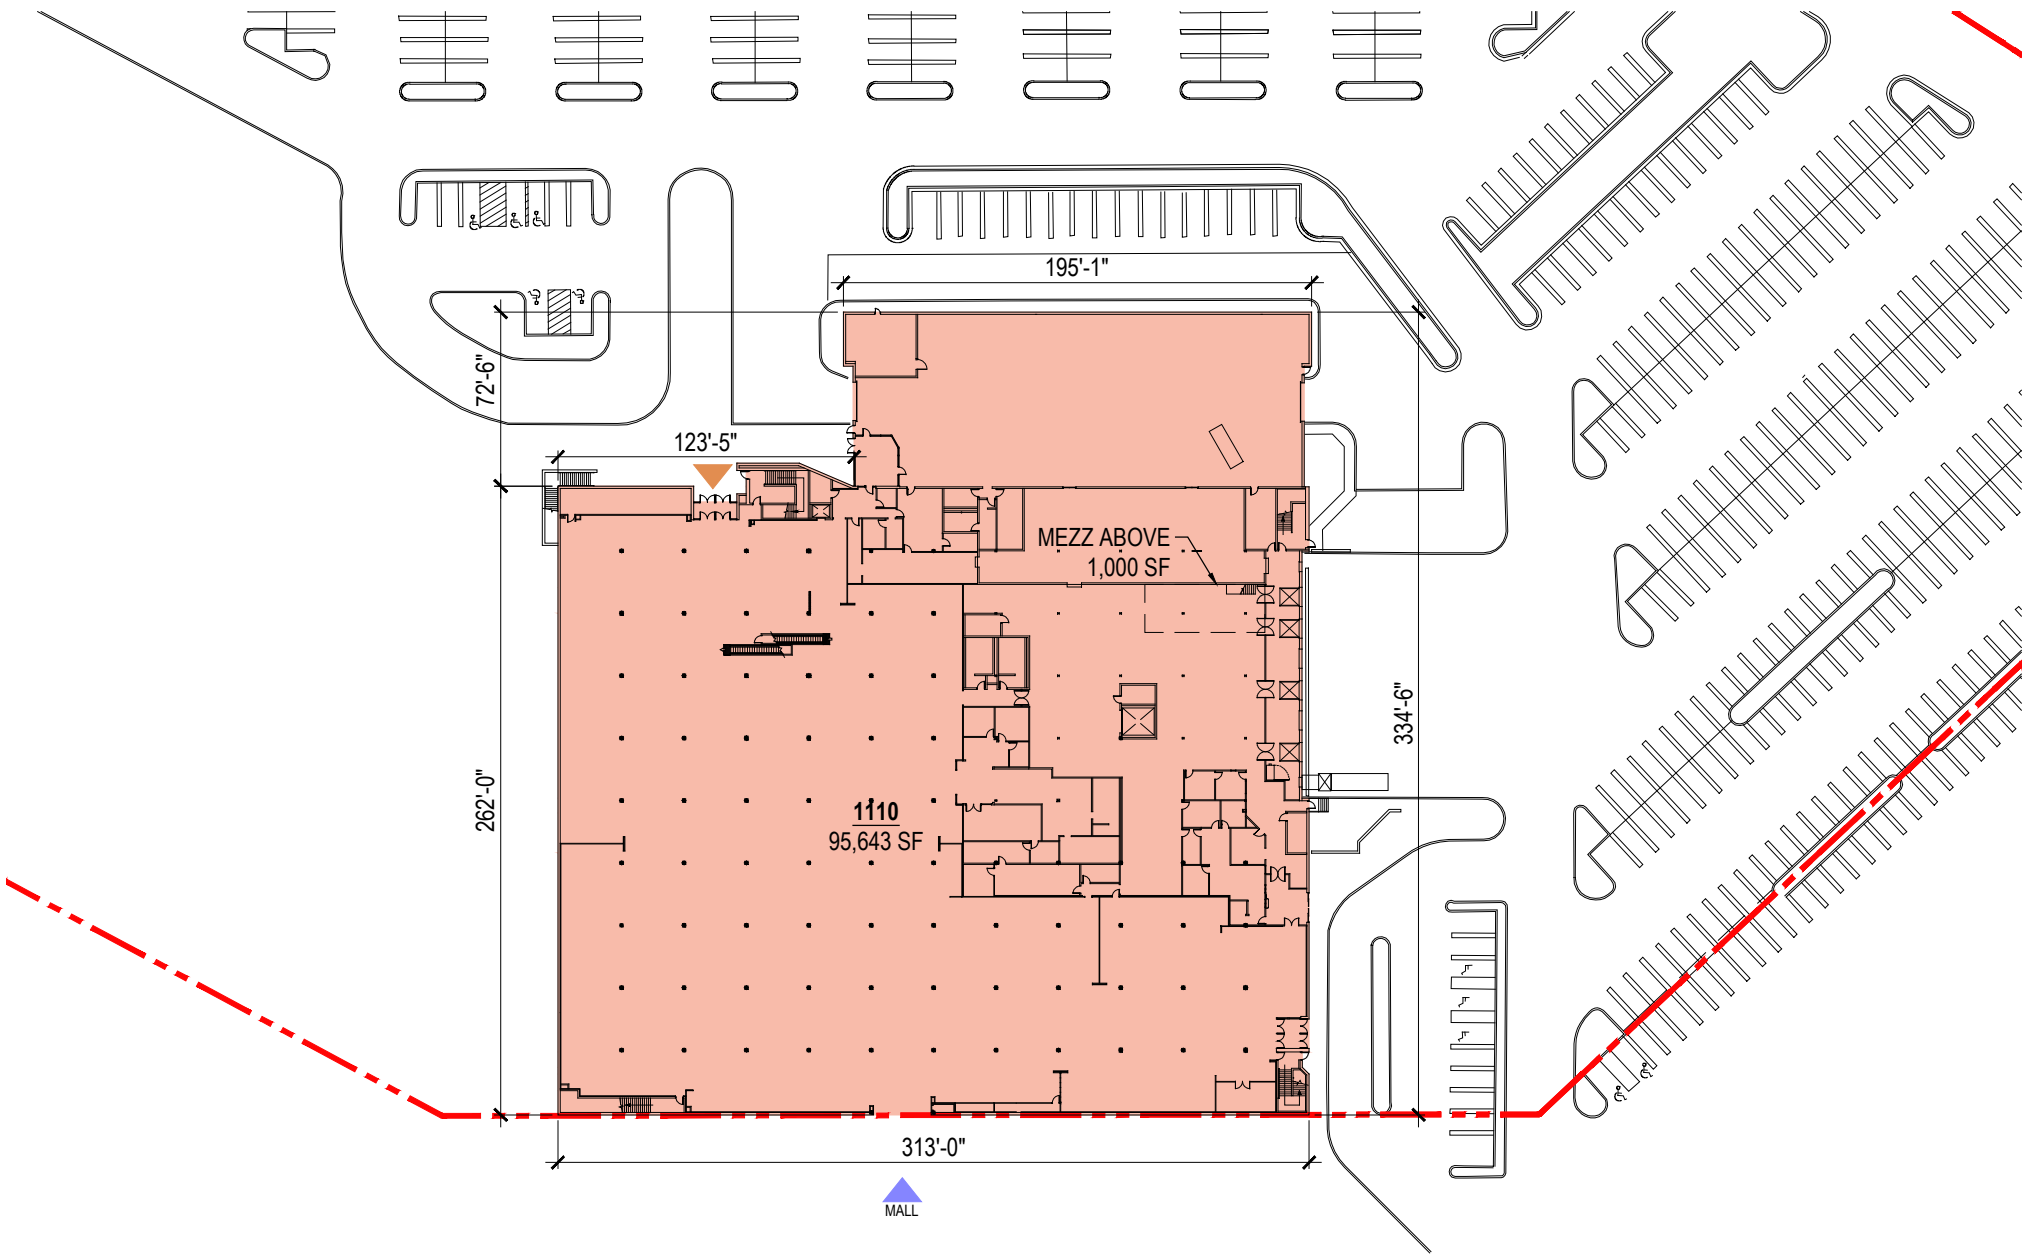 195'-1"
72'-6"
123'-5"
MEZZ ABOVE
1,000 SF
334'-6"
262'-0"
1110
95,643 SF
313'-0"
MALL